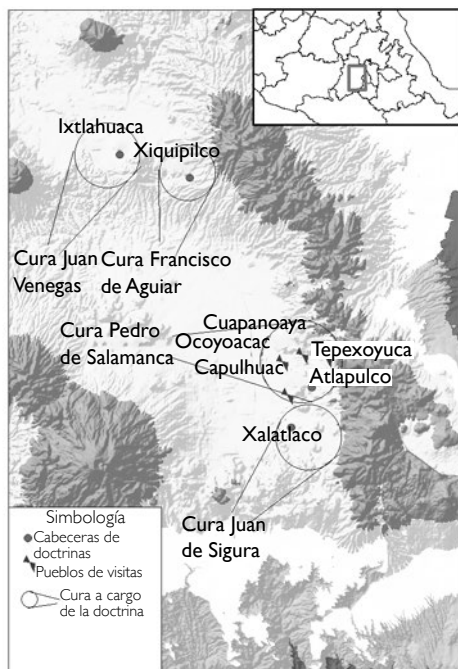 Ixtlahuaca
Xiquipilco
Cura Juan
Venegas
Cura Francisco
de Aguiar
Cura Pedro
de Salamanca
Cuapanoaya
Ocoyoacac
Capulhuac
Tepexoyuca
Atlapulco
Xalatlaco
Cura Juan
de Sigura
Simbología
Cabeceras de
doctrinas
Pueblos de visitas
Cura a cargo
de la doctrina